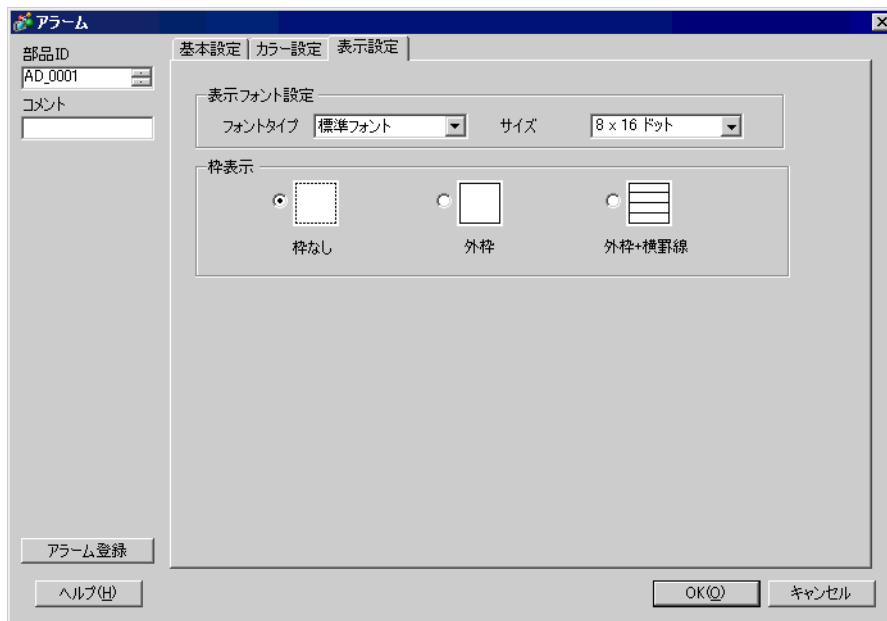 アラーム
部品ID
AD_0001
コメント
基本設定 カラー設定 表示設定
表示フォント設定
フォントタイプ 標準フォント サイズ 8 x 16 ドット
枠表示
枠なし 外枠 外枠+横罫線
アラーム登録
ヘルプ(H) OK(O) キャンセル